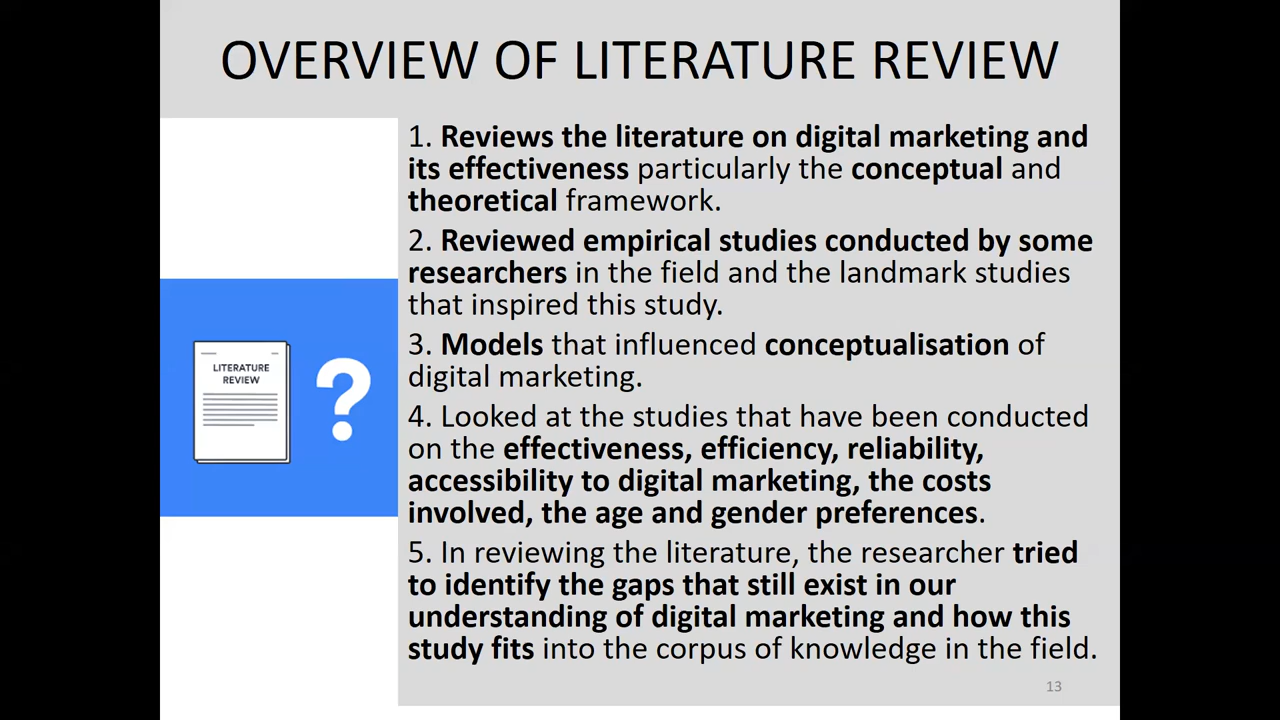 OVERVIEW OF LITERATURE REVIEW
1. Reviews the literature on digital marketing and
its effectiveness particularly the conceptual and
theoretical framework.
2. Reviewed empirical studies conducted by some
researchers in the field and the landmark studies
that inspired this study.
3. Models that influenced conceptualisation of
digital marketing.
4. Looked at the studies that have been conducted
on the effectiveness, efficiency, reliability,
accessibility to digital marketing, the costs
involved, the age and gender preferences.
5. In reviewing the literature, the researcher tried
to identify the gaps that still exist in our
understanding of digital marketing and how this
study fits into the corpus of knowledge in the field.
LITERATURE
REVIEW
?
13